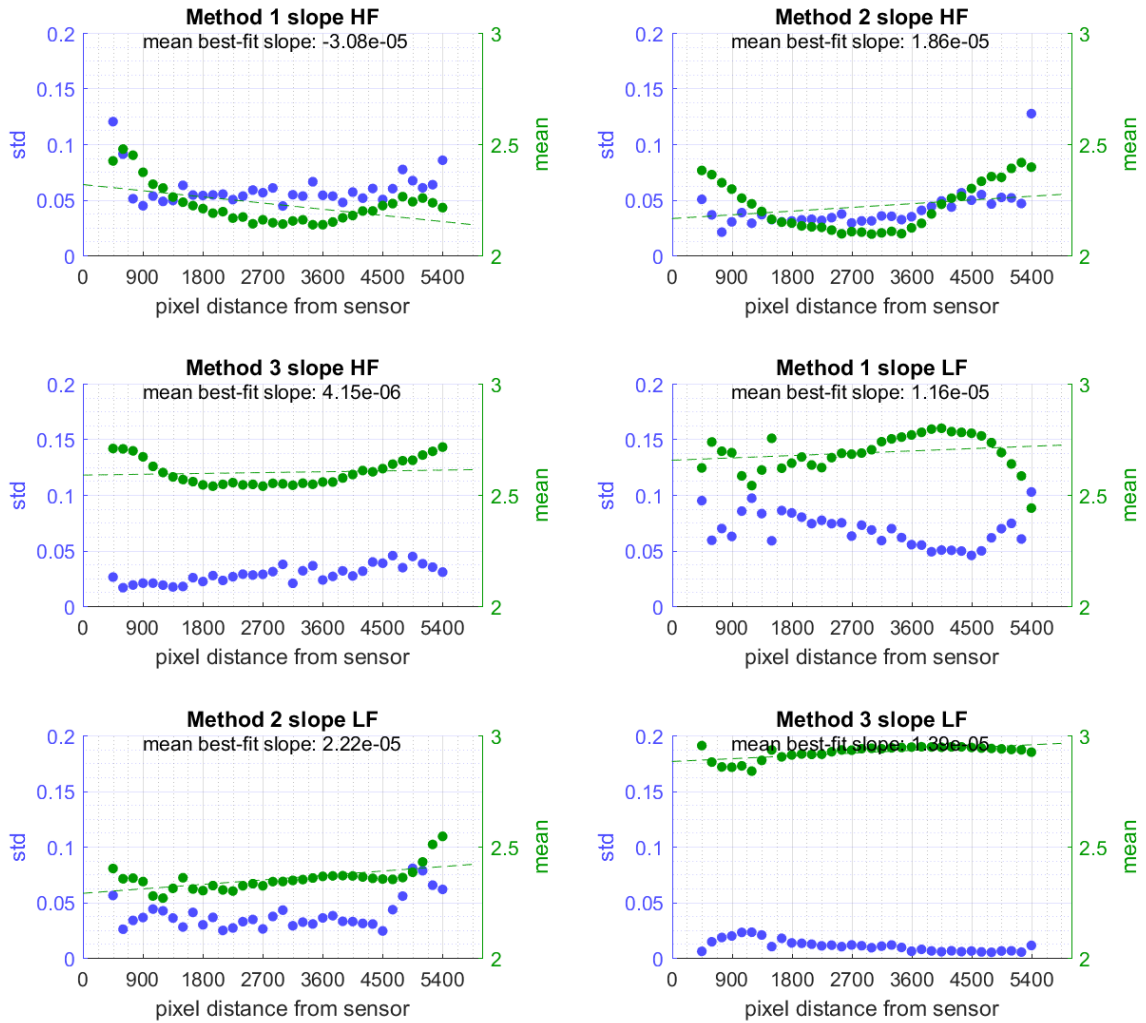 Method 1 slope HF
mean best-fit slope: -3.08e-05
0.2
0.15
0.1
0.05
0
std
3
2.5
2
mean
0 900 1800 2700 3600 4500 5400
pixel distance from sensor
Method 2 slope HF
mean best-fit slope: 1.86e-05
0.2
0.15
0.1
0.05
0
std
3
2.5
2
mean
0 900 1800 2700 3600 4500 5400
pixel distance from sensor
Method 3 slope HF
mean best-fit slope: 4.15e-06
0.2
0.15
0.1
0.05
0
std
3
2.5
2
mean
0 900 1800 2700 3600 4500 5400
pixel distance from sensor
Method 1 slope LF
mean best-fit slope: 1.16e-05
0.2
0.15
0.1
0.05
0
std
3
2.5
2
mean
0 900 1800 2700 3600 4500 5400
pixel distance from sensor
Method 2 slope LF
mean best-fit slope: 2.22e-05
0.2
0.15
0.1
0.05
0
std
3
2.5
2
mean
0 900 1800 2700 3600 4500 5400
pixel distance from sensor
Method 3 slope LF
mean best-fit slope: 1.39e-05
0.2
0.15
0.1
0.05
0
std
3
2.5
2
mean
0 900 1800 2700 3600 4500 5400
pixel distance from sensor